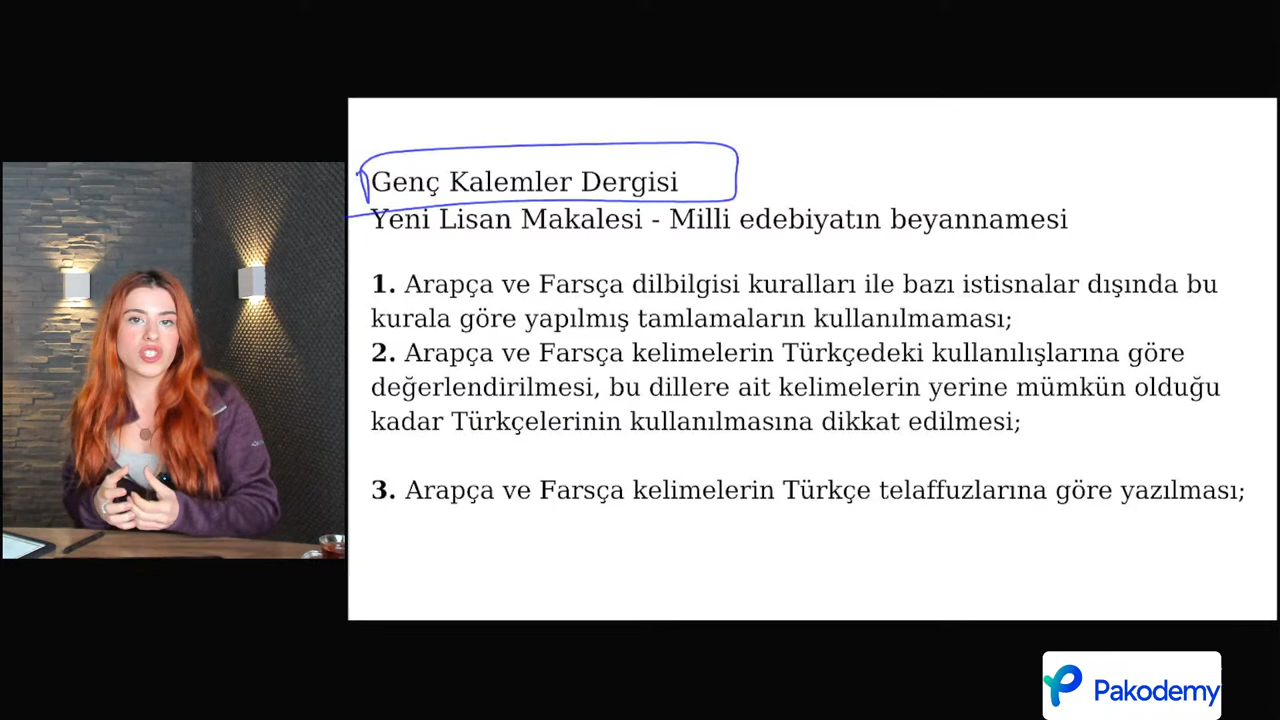 Genç Kalemler Dergisi
Yeni Lisan Makalesi - Milli edebiyatın beyannamesi
1. Arapça ve Farsça dilbilgisi kuralları ile bazı istisnalar dışında bu
kurala göre yapılmış tamlamaların kullanılmaması;
2. Arapça ve Farsça kelimelerin Türkçedeki kullanılışlarına göre
değerlendirilmesi, bu dillere ait kelimelerin yerine mümkün olduğu
kadar Türkçelerinin kullanılmasına dikkat edilmesi;
3. Arapça ve Farsça kelimelerin Türkçe telaffuzlarına göre yazılması;
Pakodemy